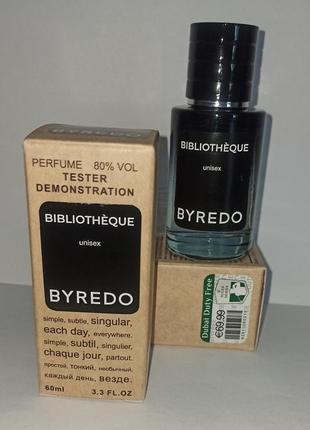 PERFUME 80% VOL
TESTER
DEMONSTRATION
BIBLIOTHÈQUE
unisex
BYREDO
simple, subtle, singular,
each day, everywhere.
simple, subtil, singulier,
chaque jour, partout.
простой, тонкий, необычный,
каждый день, везде.
60ml 3.3 FL.OZ
BIBLIOTHÈQUE
unisex
BYREDO
Dubai Duty Free
€69.99